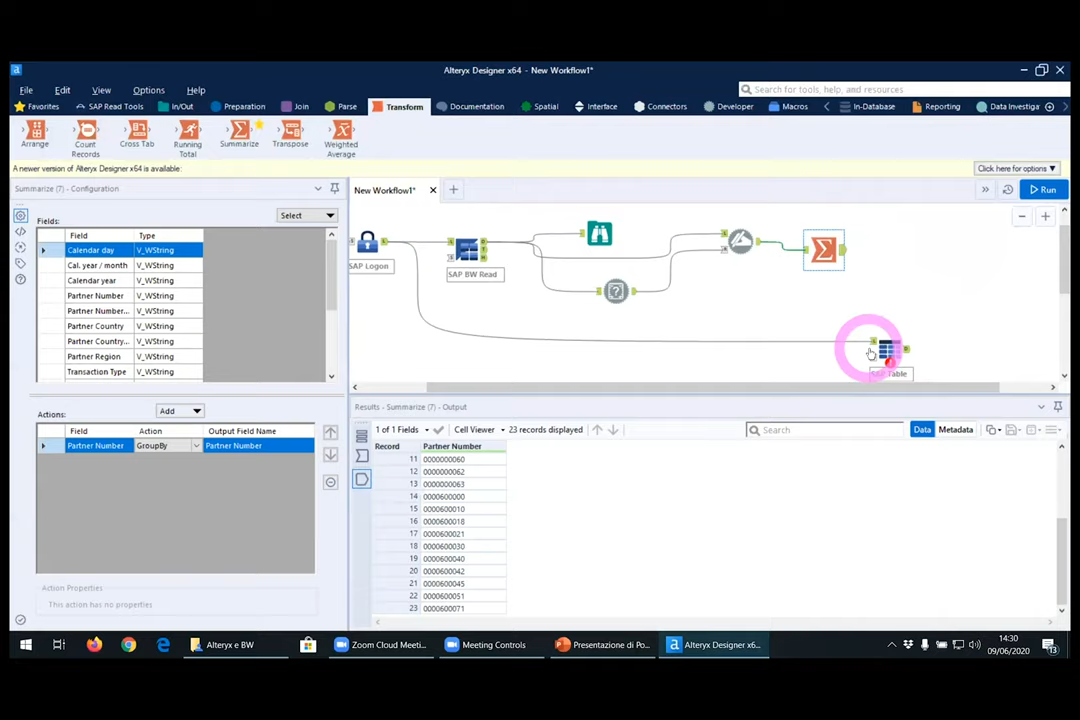 Alteryx Designer x64 - New Workflow1*
File Edit View Options Help
Search for tools, help, and resources...
Favorites SAP Read Tools In/Out Preparation Join Parse Transform Documentation Spatial Interface Connectors Developer Macros In-Database Reporting Data Investiga
Arrange
Count Records
Cross Tab
Running Total
Summarize
Transpose
Weighted Average
A newer version of Alteryx Designer x64 is available:
Click here for options
Summarize (7) - Configuration
New Workflow1*
Run
Fields:
Select
Field Type
Calendar day V_WString
Cal. year / month V_WString
Calendar year V_WString
Partner Number V_WString
Partner Number... V_WString
Partner Country V_WString
Partner Country... V_WString
Partner Region V_WString
Transaction Type V_WString
SAP Logon
SAP BW Read
SAP Table
Actions:
Add
Field Action Output Field Name
Partner Number GroupBy Partner Number
Action Properties
This action has no properties
Results - Summarize (7) - Output
1 of 1 Fields Cell Viewer 23 records displayed Search Data Metadata
Record Partner Number
11 0000000060
12 0000000062
13 0000000063
14 0000600000
15 0000600010
16 0000600018
17 0000600021
18 0000600030
19 0000600040
20 0000600042
21 0000600045
22 0000600051
23 0000600071
Alteryx e BW
Zoom Cloud Meeti...
Meeting Controls
Presentazione di Po...
Alteryx Designer x6...
14:30
09/06/2020
13